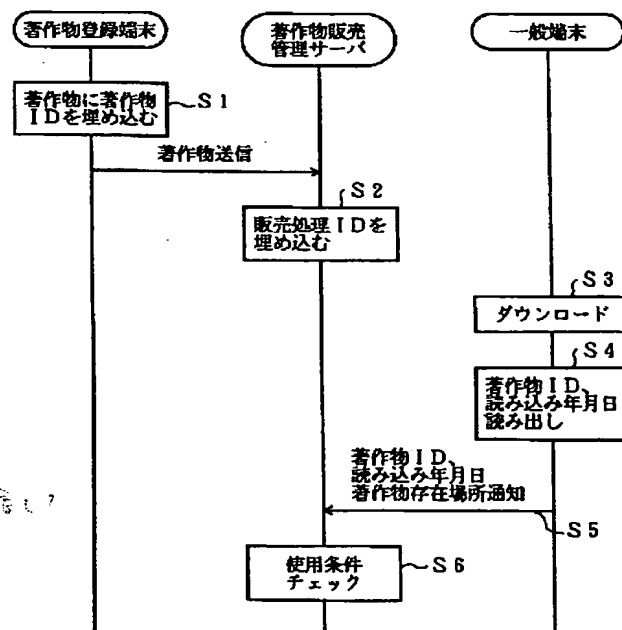 著作物登録端末
著作物販売
管理サーバ
一般端末
著作物に著作物
IDを埋め込む
S1
著作物送信
S2
販売処理IDを
埋め込む
S3
ダウンロード
S4
著作物ID、
読み込み年月日
読み出し
著作物ID、
読み込み年月日
著作物存在場所通知
S5
使用条件
チェック
S6